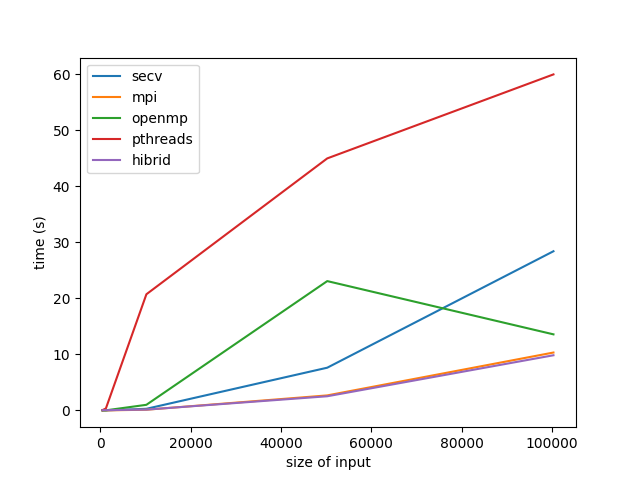 secv
mpi
openmp
pthreads
hibrid
time (s)
60
50
40
30
20
10
0
0 20000 40000 60000 80000 100000
size of input